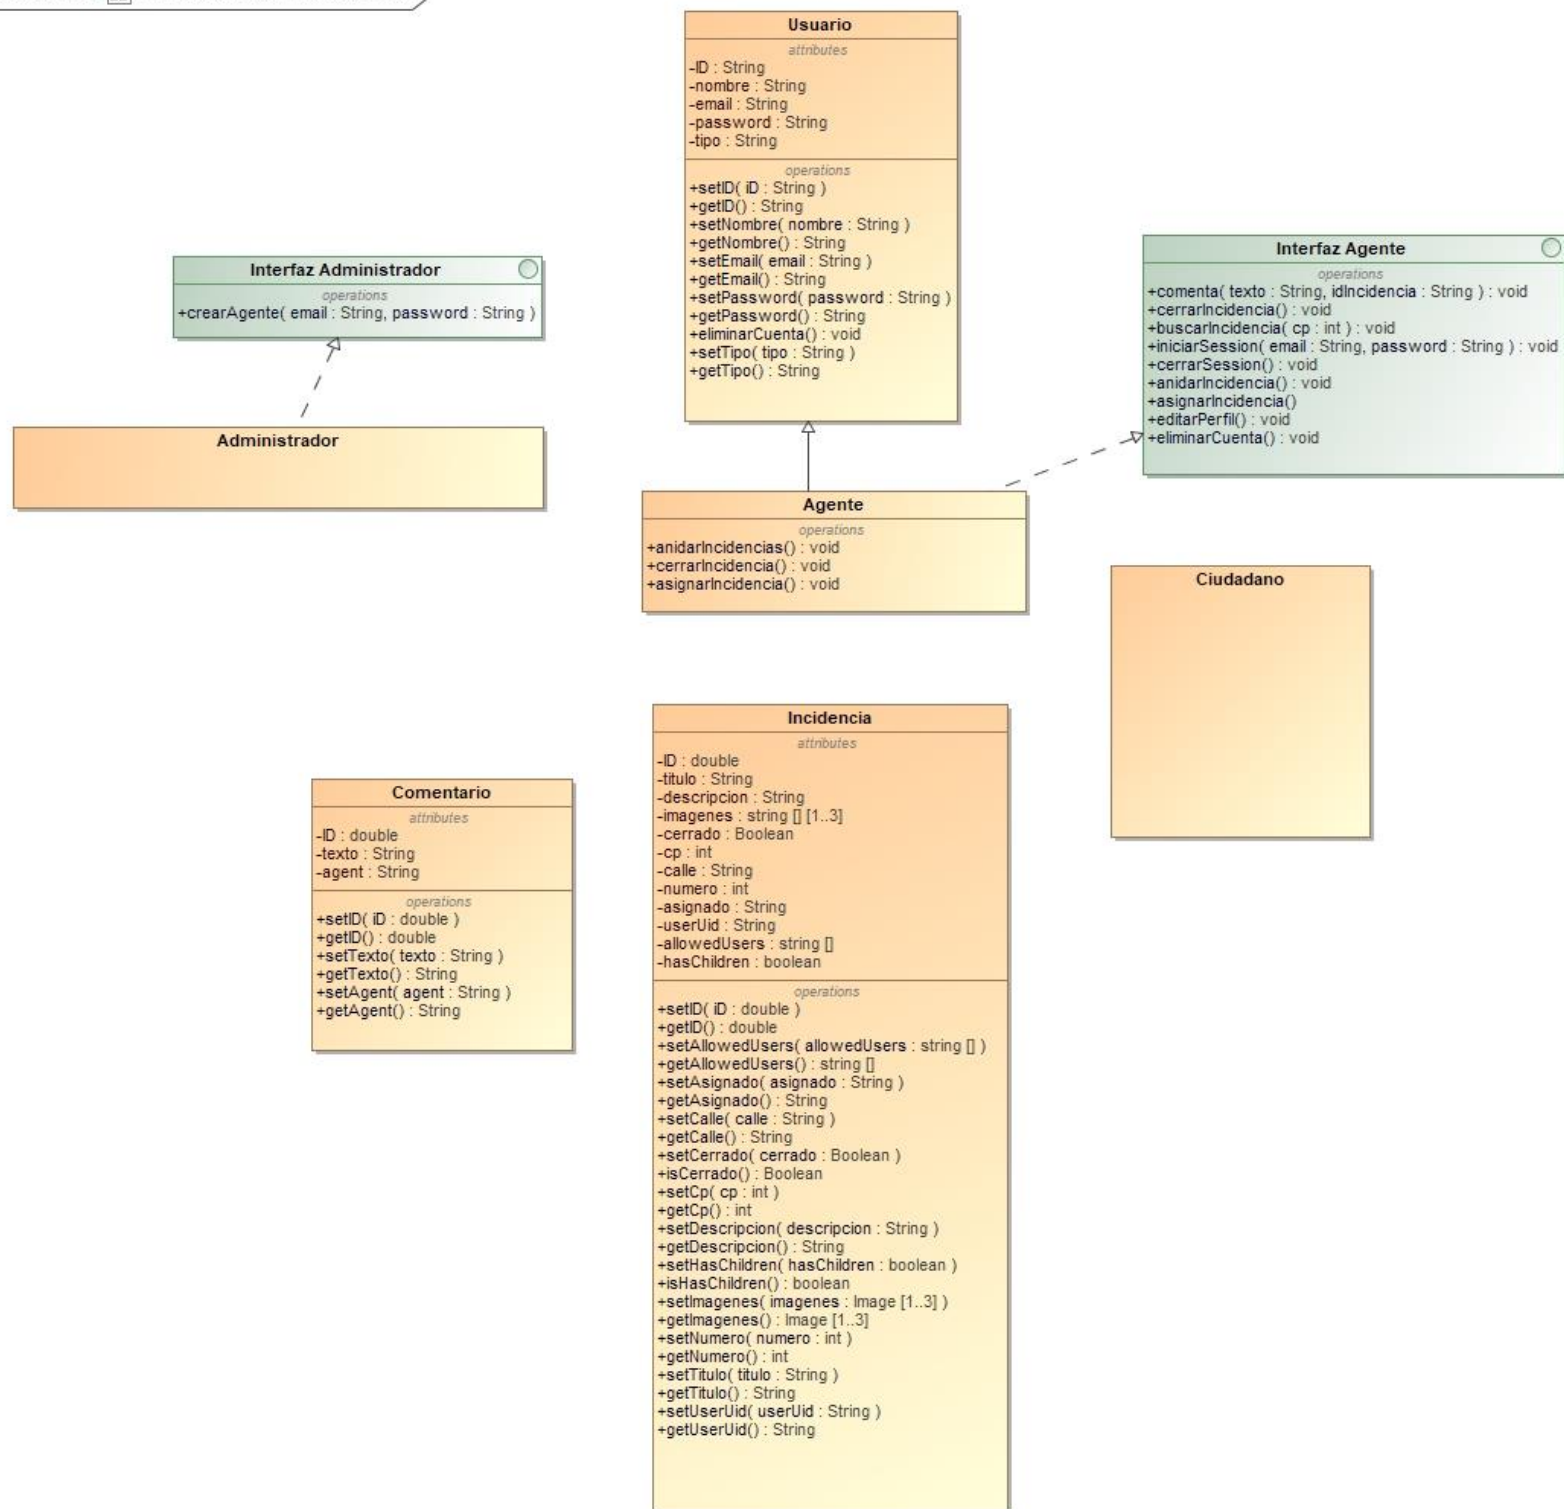 Usuario
attributes
-ID : String
-nombre : String
-email : String
-password : String
-tipo : String
operations
+setID( iD : String )
+getID() : String
+setNombre( nombre : String )
+getNombre() : String
+setEmail( email : String )
+getEmail() : String
+setPassword( password : String )
+getPassword() : String
+eliminarCuenta() : void
+setTipo( tipo : String )
+getTipo() : String
Interfaz Administrador
operations
+crearAgente( email : String, password : String )
Interfaz Agente
operations
+comenta( texto : String, idIncidencia : String ) : void
+cerrarIncidencia() : void
+buscarIncidencia( cp : int ) : void
+iniciarSession( email : String, password : String ) : void
+cerrarSession() : void
+anidarIncidencia() : void
+asignarIncidencia()
+editarPerfil() : void
+eliminarCuenta() : void
Administrador
Agente
operations
+anidarIncidencias() : void
+cerrarIncidencia() : void
+asignarIncidencia() : void
Ciudadano
Comentario
attributes
-ID : double
-texto : String
-agent : String
operations
+setID( iD : double )
+getID() : double
+setTexto( texto : String )
+getTexto() : String
+setAgent( agent : String )
+getAgent() : String
Incidencia
attributes
-ID : double
-titulo : String
-descripcion : String
-imagenes : string [] [1..3]
-cerrado : Boolean
-cp : int
-calle : String
-numero : int
-asignado : String
-userUid : String
-allowedUsers : string []
-hasChildren : boolean
operations
+setID( iD : double )
+getID() : double
+setAllowedUsers( allowedUsers : string [] )
+getAllowedUsers() : string []
+setAsignado( asignado : String )
+getAsignado() : String
+setCalle( calle : String )
+getCalle() : String
+setCerrado( cerrado : Boolean )
+isCerrado() : Boolean
+setCp( cp : int )
+getCp() : int
+setDescripcion( descripcion : String )
+getDescripcion() : String
+setHasChildren( hasChildren : boolean )
+isHasChildren() : boolean
+setImagenes( imagenes : Image [1..3] )
+getImagenes() : Image [1..3]
+setNumero( numero : int )
+getNumero() : int
+setTitulo( titulo : String )
+getTitulo() : String
+setUserUid( userUid : String )
+getUserUid() : String